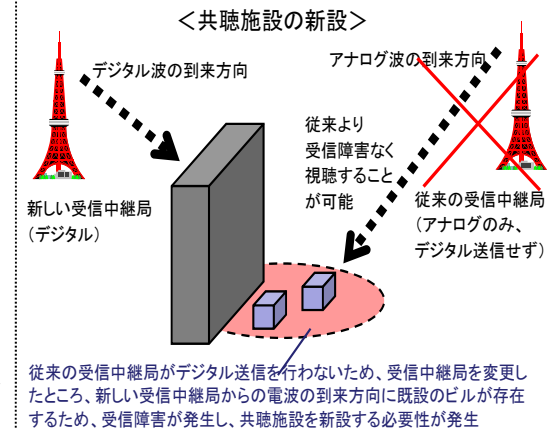 ＜共聴施設の新設＞
デジタル波の到来方向
アナログ波の到来方向
従来より
受信障害なく
視聴すること
が可能
新しい受信中継局
（デジタル）
従来の受信中継局
（アナログのみ、
デジタル送信せず）
従来の受信中継局がデジタル送信を行わないため、受信中継局を変更し
たところ、新しい受信中継局からの電波の到来方向に既設のビルが存在
するため、受信障害が発生し、共聴施設を新設する必要性が発生